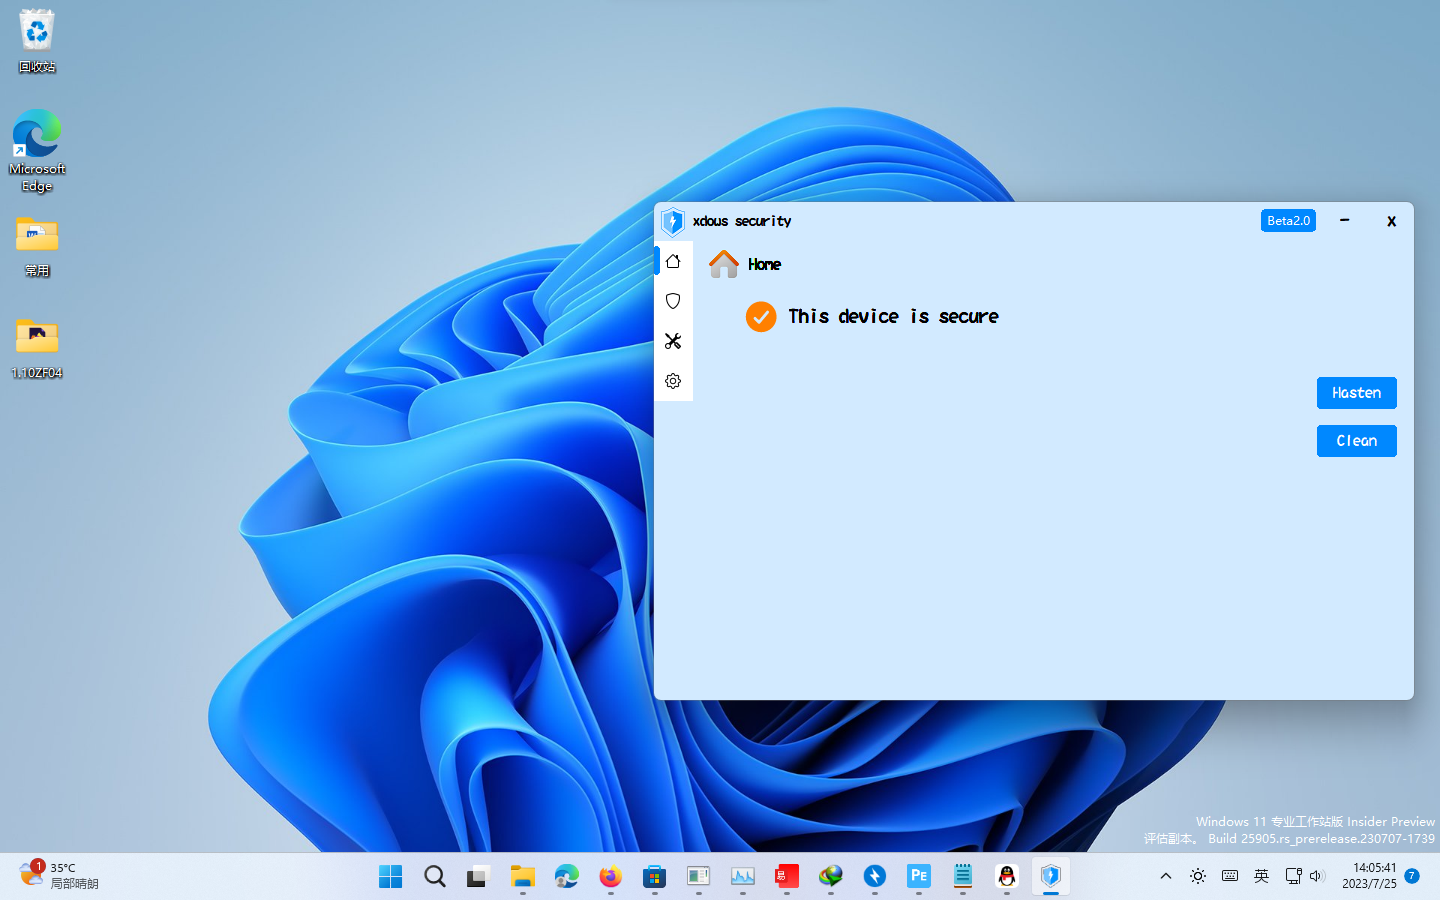 回收站
Microsoft
Edge
常用
1.10ZF04
xdous security
Beta2.0
Home
This device is secure
Hasten
Clean
Windows 11 专业工作站版 Insider Preview
评估副本。 Build 25905.rs_prerelease.230707-1739
1
35°C
局部晴朗
易
PE
英
14:05:41
2023/7/25
7